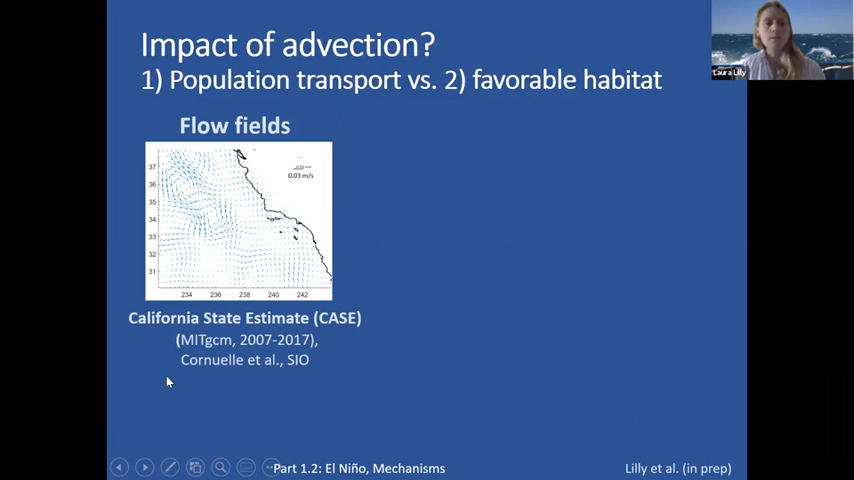 Impact of advection?
1) Population transport vs. 2) favorable habitat
Laura Lilly
Flow fields
0.03 m/s
37
36
35
34
33
32
31
234 236 238 240 242
California State Estimate (CASE)
(MITgcm, 2007-2017),
Cornuelle et al., SIO
Part 1.2: El Niño, Mechanisms
Lilly et al. (in prep)